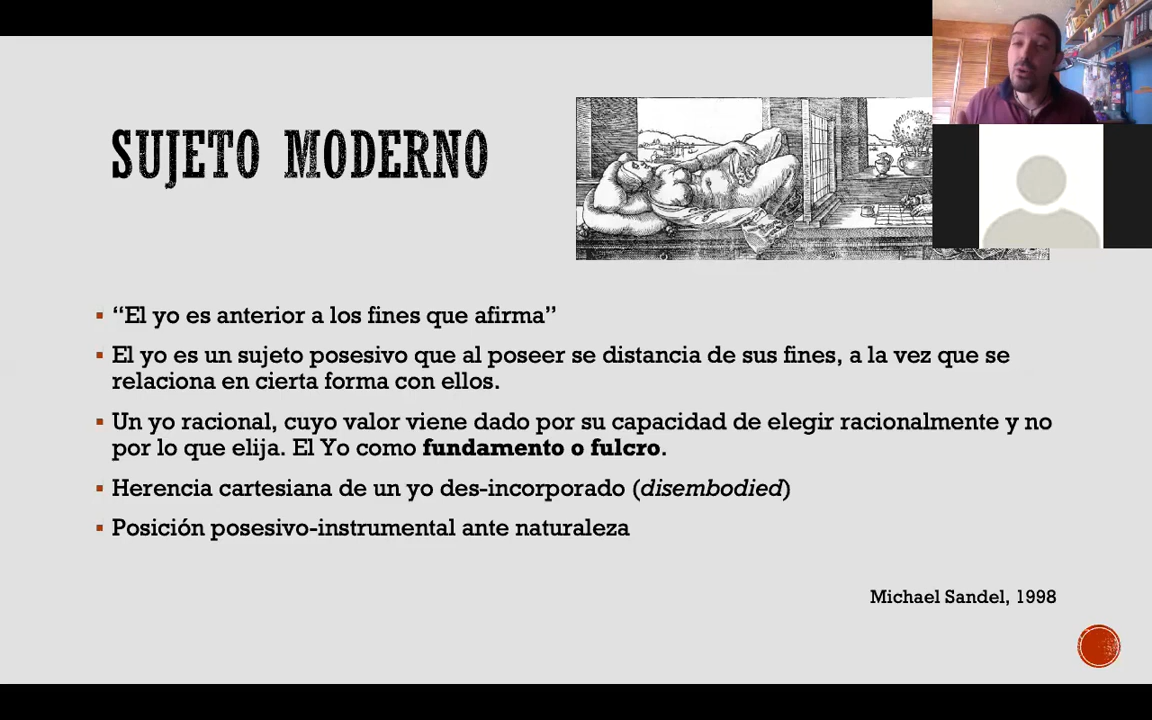 SUJETO MODERNO
“El yo es anterior a los fines que afirma”
El yo es un sujeto posesivo que al poseer se distancia de sus fines, a la vez que se
relaciona en cierta forma con ellos.
Un yo racional, cuyo valor viene dado por su capacidad de elegir racionalmente y no
por lo que elija. El Yo como fundamento o fulcro.
Herencia cartesiana de un yo des-incorporado (disembodied)
Posición posesivo-instrumental ante naturaleza
Michael Sandel, 1998